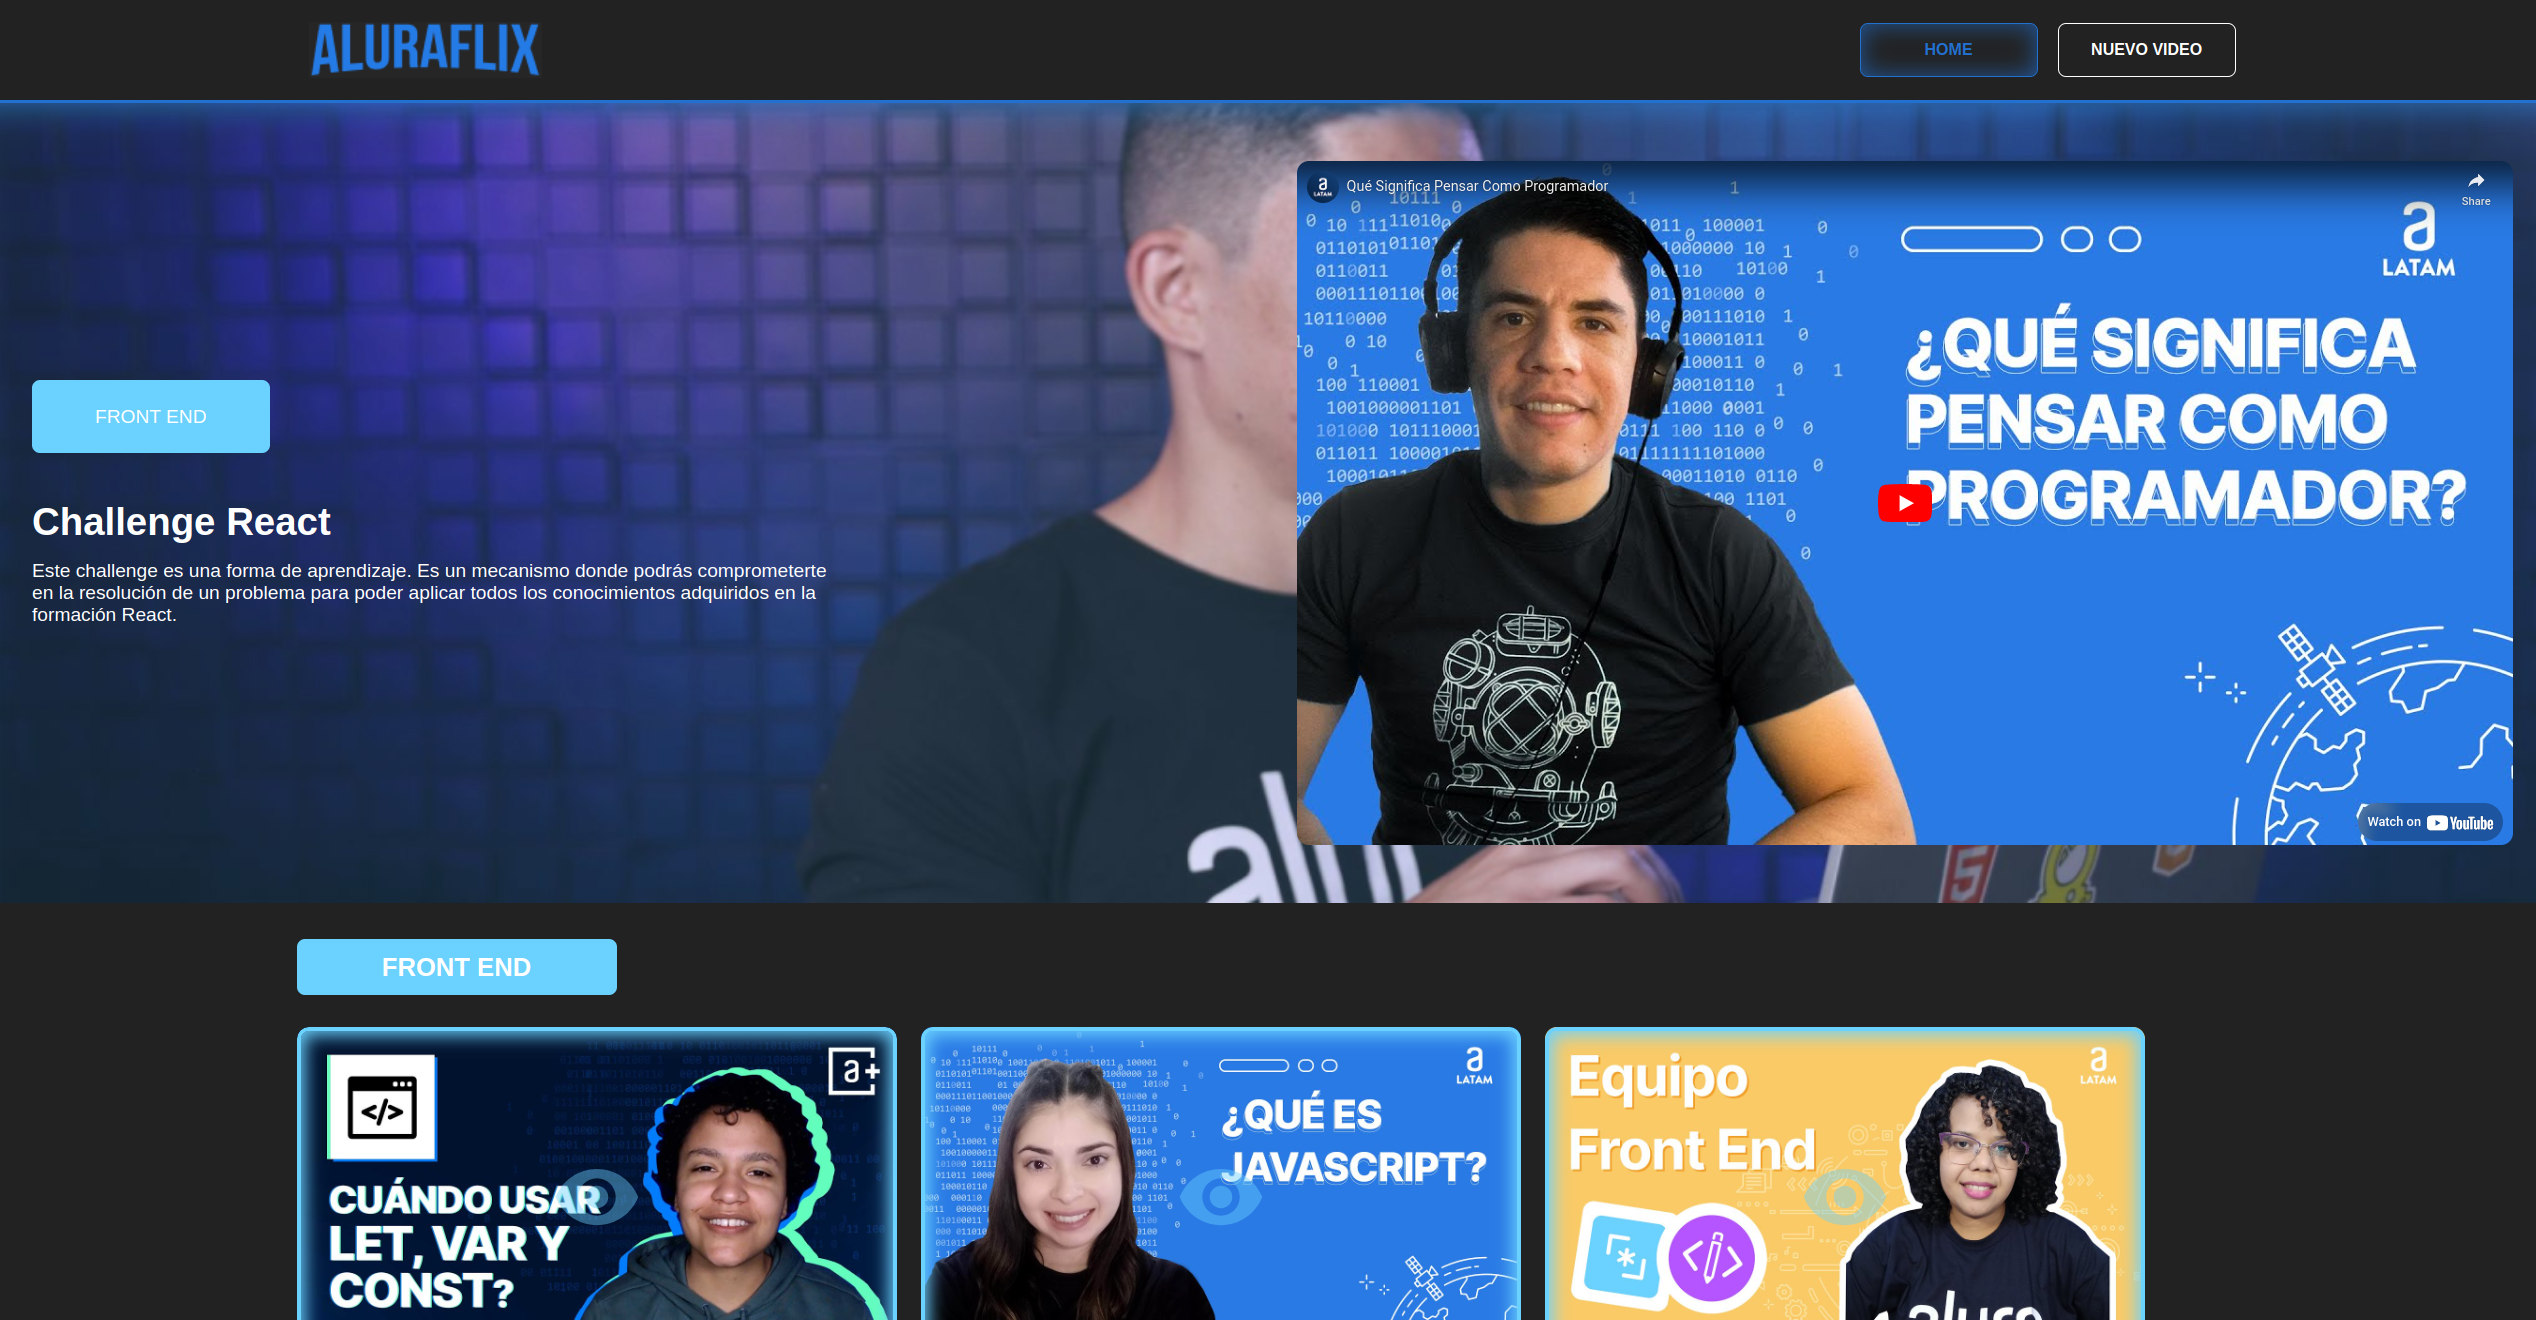 ALURAFLIX
HOME
NUEVO VIDEO
FRONT END
Challenge React
Este challenge es una forma de aprendizaje. Es un mecanismo donde podrás comprometerte
en la resolución de un problema para poder aplicar todos los conocimientos adquiridos en la
formación React.
a LATAM
Qué Significa Pensar Como Programador
Share
a
LATAM
¿QUÉ SIGNIFICA
PENSAR COMO
PROGRAMADOR?
Watch on YouTube
FRONT END
</>
a+
CUÁNDO USAR
LET, VAR Y
CONST?
a
LATAM
¿QUÉ ES
JAVASCRIPT?
Equipo
Front End
a
LATAM
</>
alura